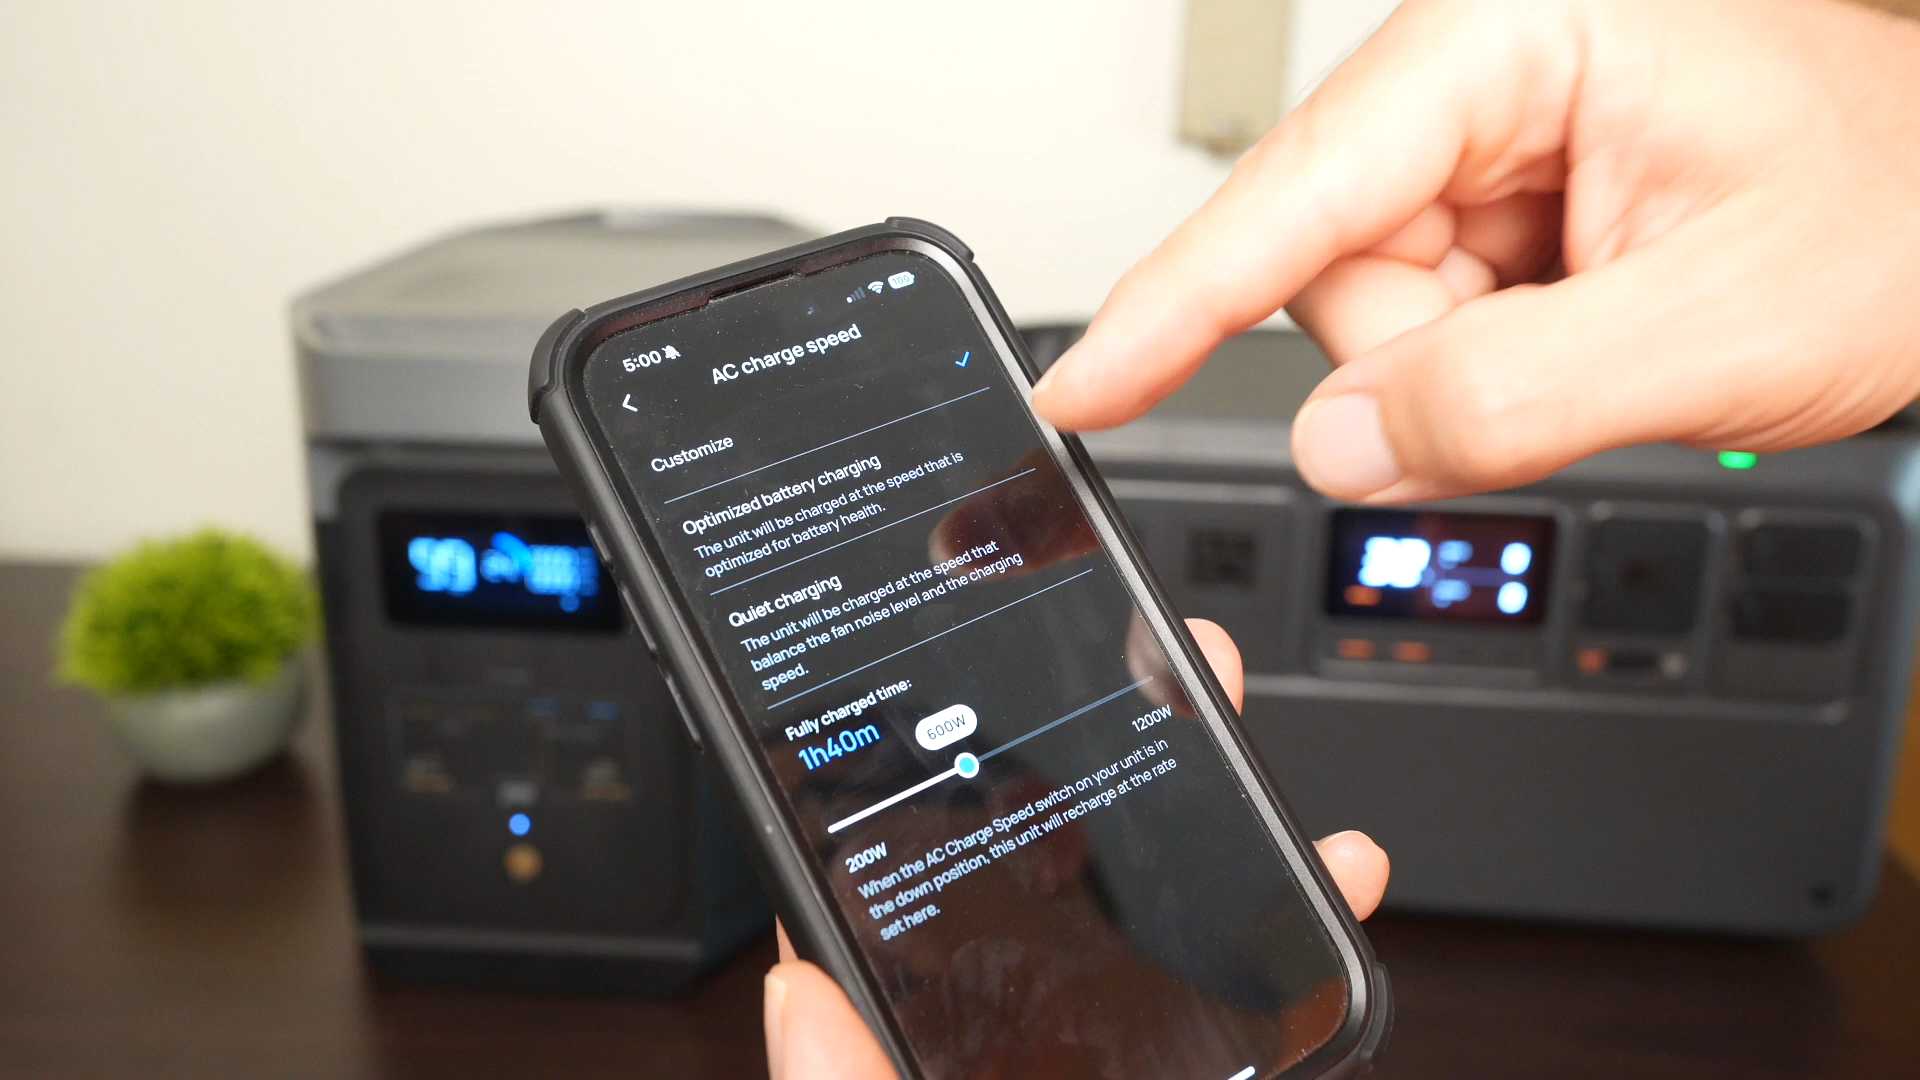 5:00
100
AC charge speed
Customize
Optimized battery charging
The unit will be charged at the speed that is
optimized for battery health.
Quiet charging
The unit will be charged at the speed that
balance the fan noise level and the charging
speed.
Fully charged time:
1h40m
600W
200W
1200W
When the AC Charge Speed switch on your unit is in
the down position, this unit will recharge at the rate
set here.
99